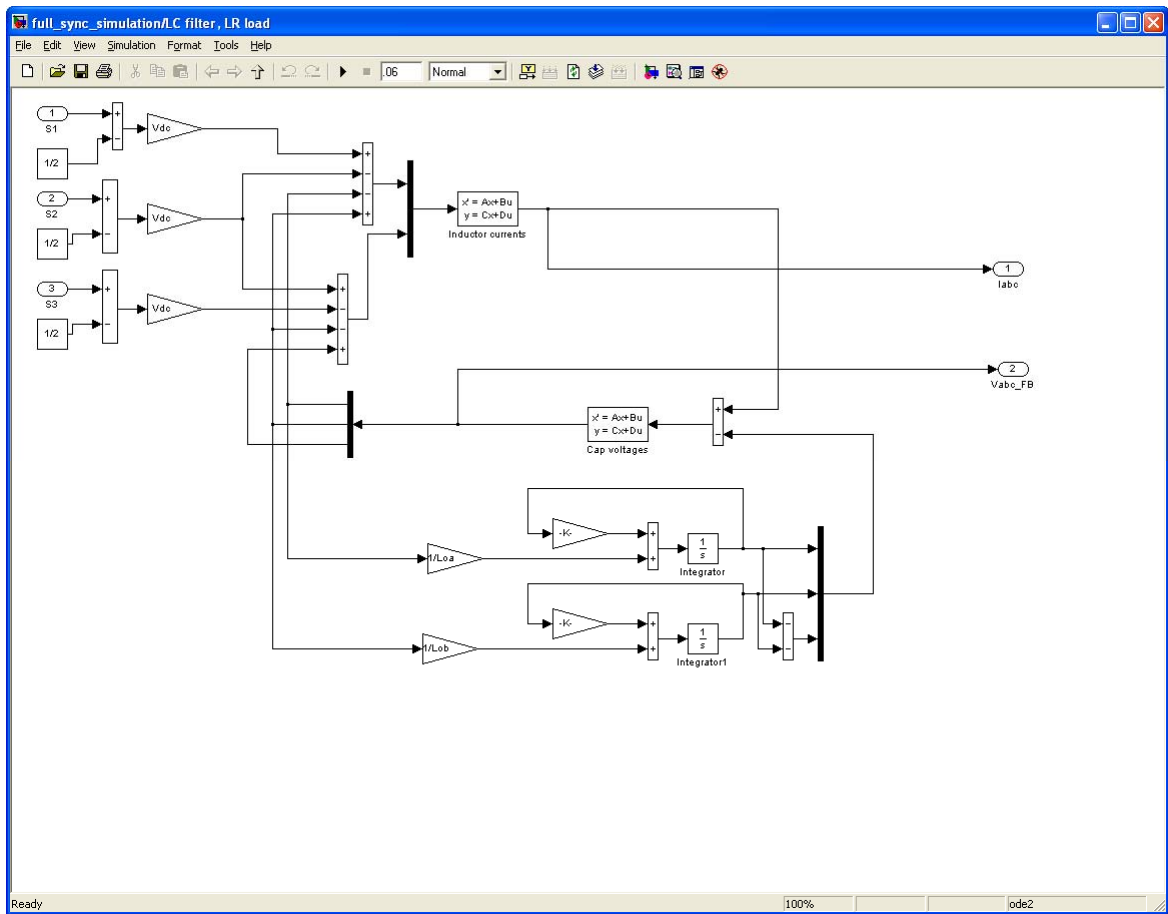 full_sync_simulation/LC filter, LR load
File Edit View Simulation Format Tools Help
.06 Normal
1
S1
+
-
Vdc
1/2
2
S2
+
-
Vdc
1/2
3
S3
+
-
Vdc
1/2
+
-
-
+
+
-
-
+
x' = Ax+Bu
y = Cx+Du
Inductor currents
1
Iabc
2
Vabc_FB
x' = Ax+Bu
y = Cx+Du
Cap voltages
+
-
-K-
+
+
1
s
Integrator
1/Loa
-K-
+
+
1
s
Integrator1
1/Lob
-
-
Ready 100% ode2